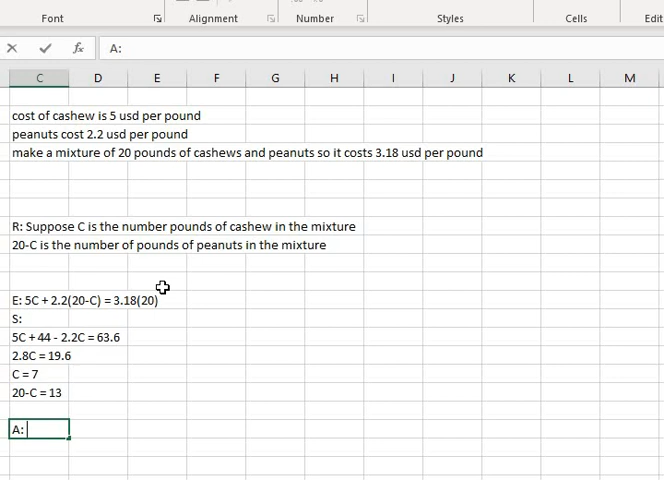 Font
Alignment
Number
Styles
Cells
fx
A:
C D E F G H I J K L M
cost of cashew is 5 usd per pound
peanuts cost 2.2 usd per pound
make a mixture of 20 pounds of cashews and peanuts so it costs 3.18 usd per pound
R: Suppose C is the number pounds of cashew in the mixture
20-C is the number of pounds of peanuts in the mixture
E: 5C + 2.2(20-C) = 3.18(20)
S:
5C + 44 - 2.2C = 63.6
2.8C = 19.6
C = 7
20-C = 13
A: